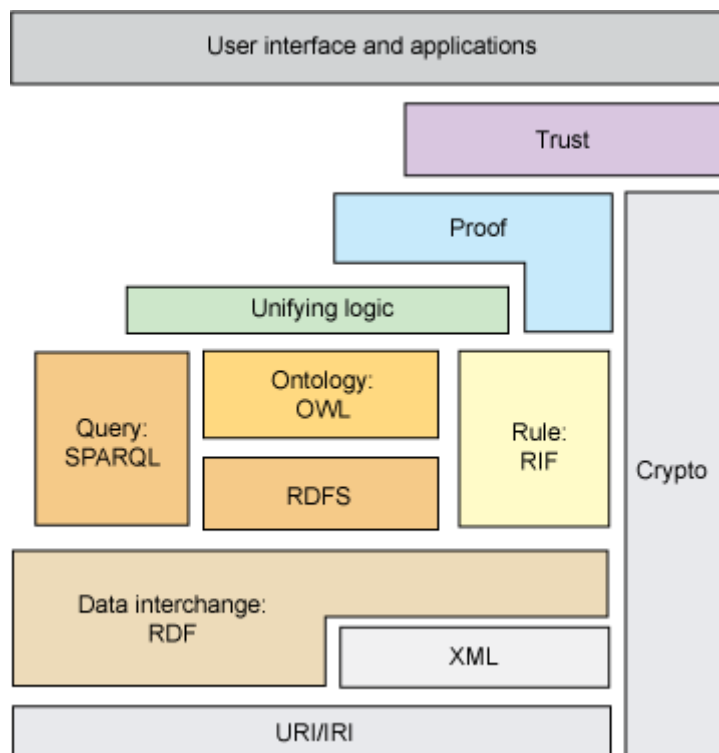 User interface and applications
Trust
Proof
Unifying logic
Query:
SPARQL
Ontology:
OWL
RDFS
Rule:
RIF
Crypto
Data interchange:
RDF
XML
URI/IRI